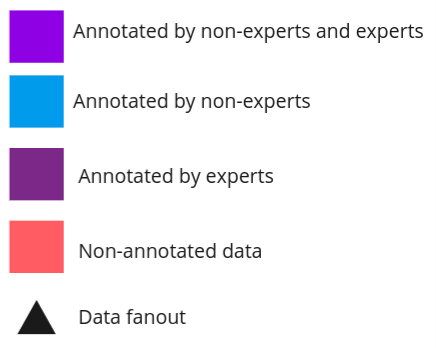 Annotated by non-experts and experts
Annotated by non-experts
Annotated by experts
Non-annotated data
Data fanout